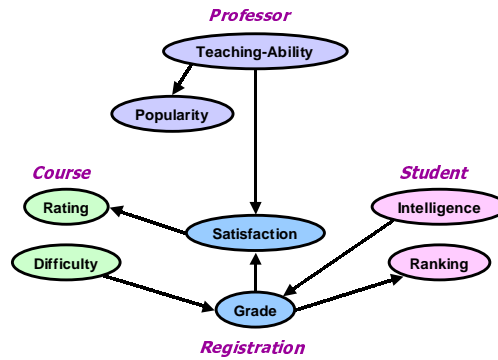 Professor
Teaching-Ability
Popularity
Course
Student
Rating
Intelligence
Satisfaction
Difficulty
Ranking
Grade
Registration